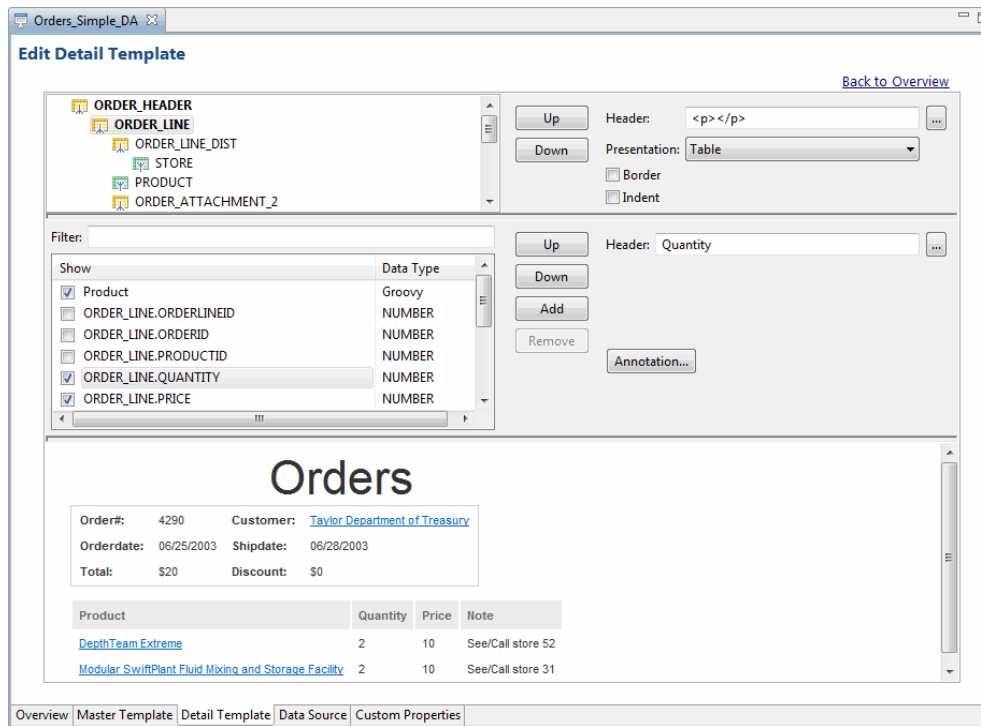 Orders_Simple_DA
Edit Detail Template
Back to Overview
ORDER_HEADER
ORDER_LINE
ORDER_LINE_DIST
STORE
PRODUCT
ORDER_ATTACHMENT_2
Up
Down
Header: <p></p> ...
Presentation: Table
Border
Indent
Filter:
Show Data Type
Product Groovy
ORDER_LINE.ORDERLINEID NUMBER
ORDER_LINE.ORDERID NUMBER
ORDER_LINE.PRODUCTID NUMBER
ORDER_LINE.QUANTITY NUMBER
ORDER_LINE.PRICE NUMBER
Up
Down
Add
Remove
Header: Quantity ...
Annotation...
Orders
Order#: 4290 Customer: Taylor Department of Treasury
Orderdate: 06/25/2003 Shipdate: 06/28/2003
Total: $20 Discount: $0
Product Quantity Price Note
DepthTeam Extreme 2 10 See/Call store 52
Modular SwiftPlant Fluid Mixing and Storage Facility 2 10 See/Call store 31
Overview Master Template Detail Template Data Source Custom Properties